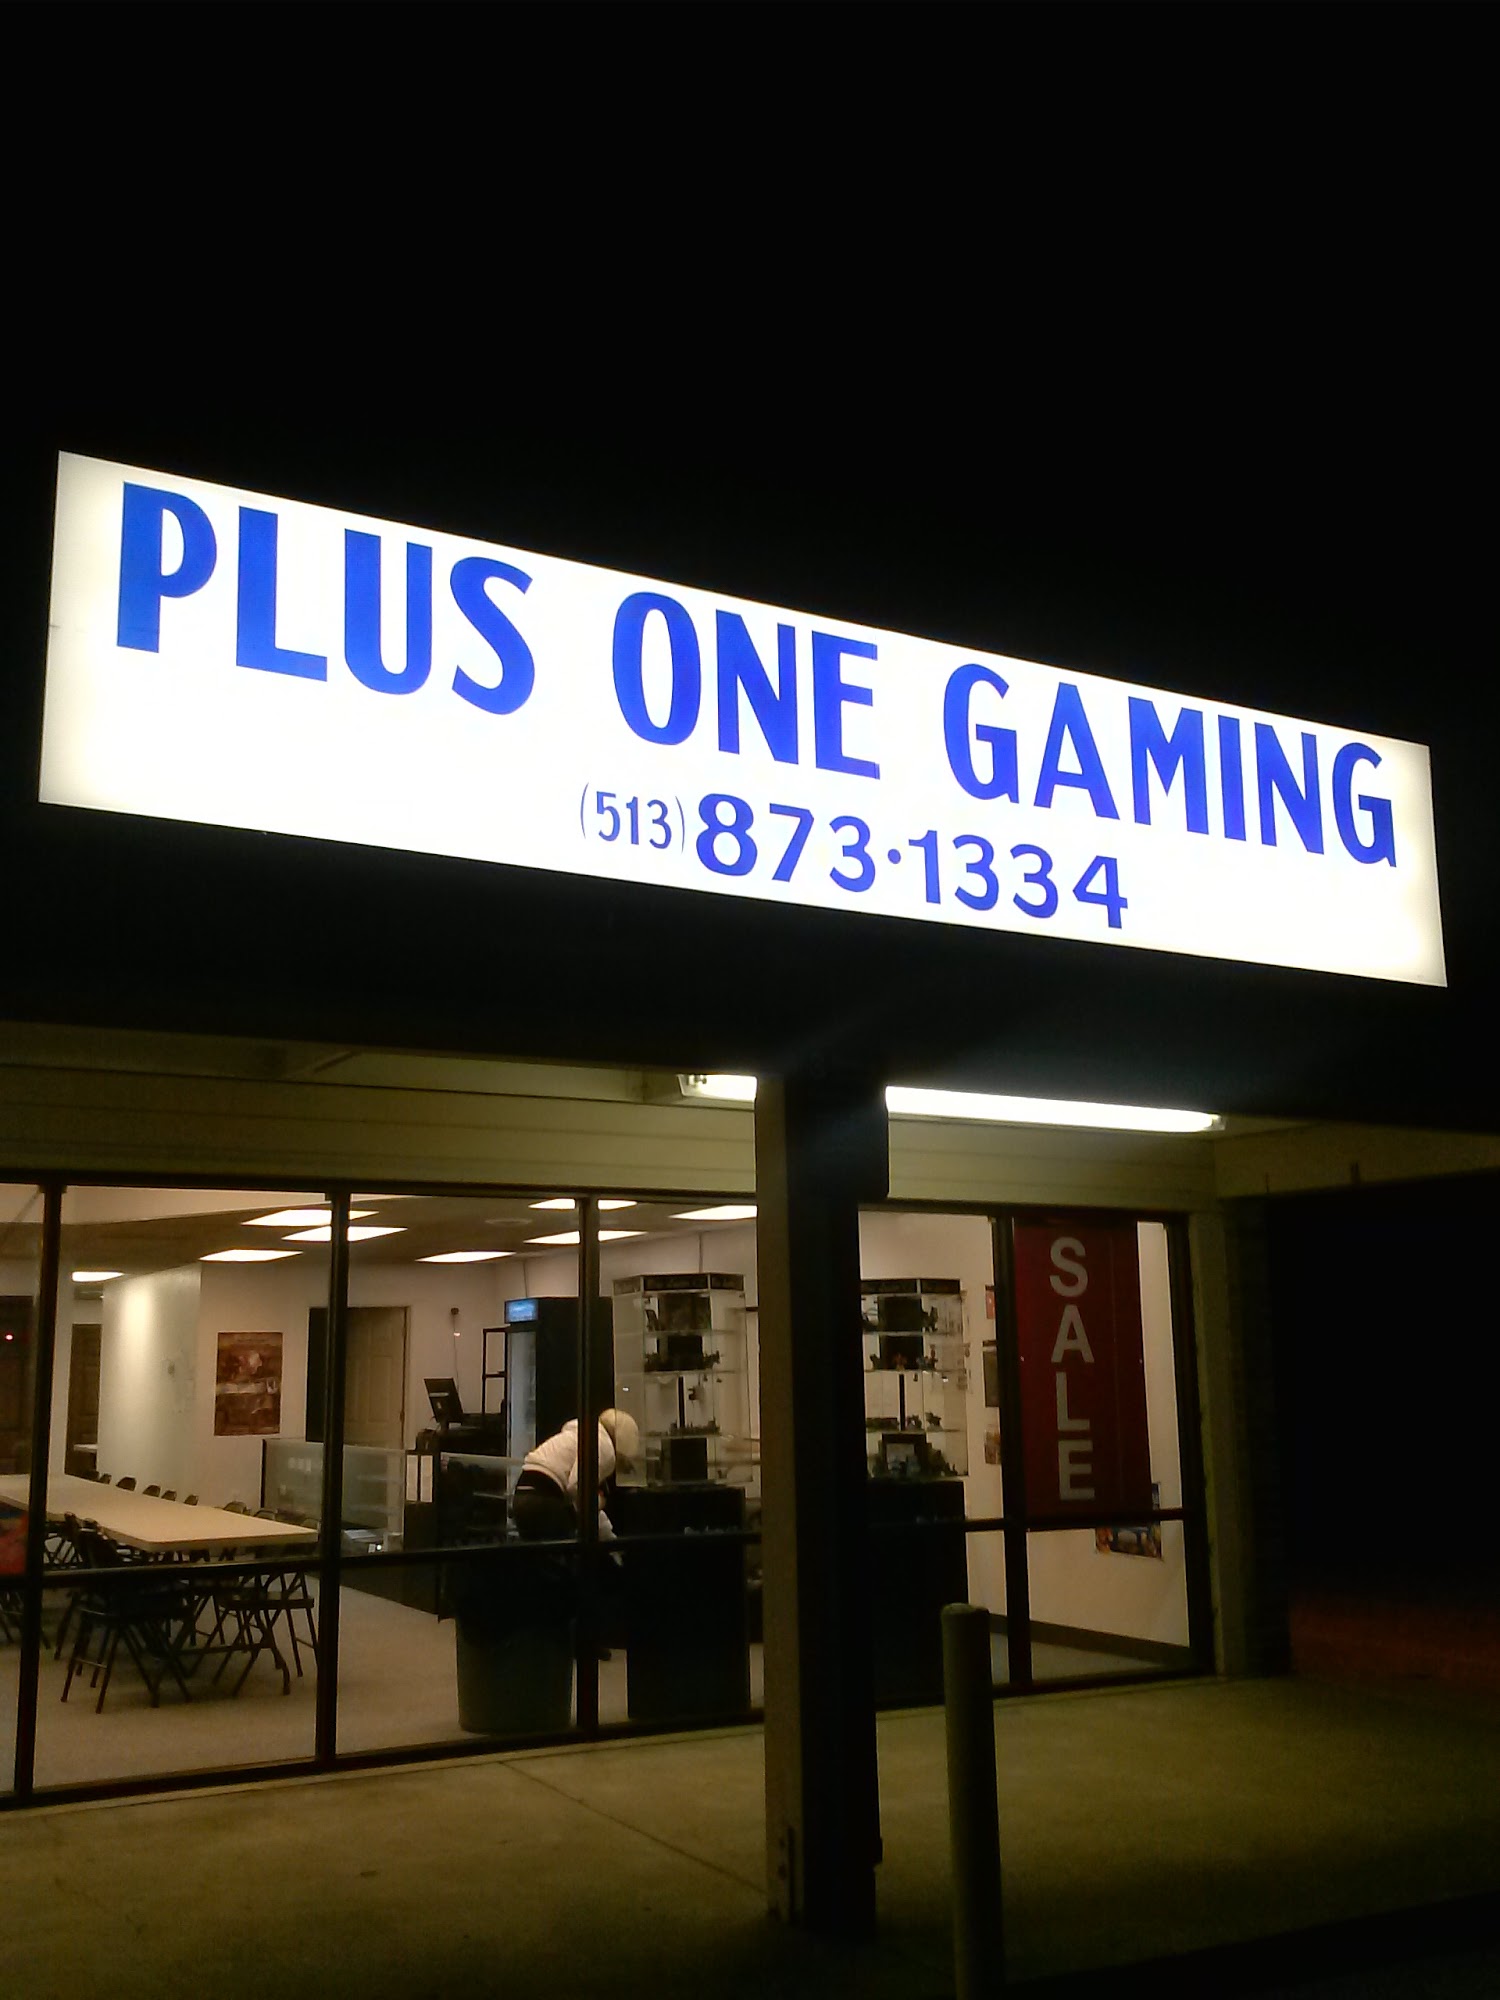 PLUS ONE GAMING
(513) 873·1334
SALE